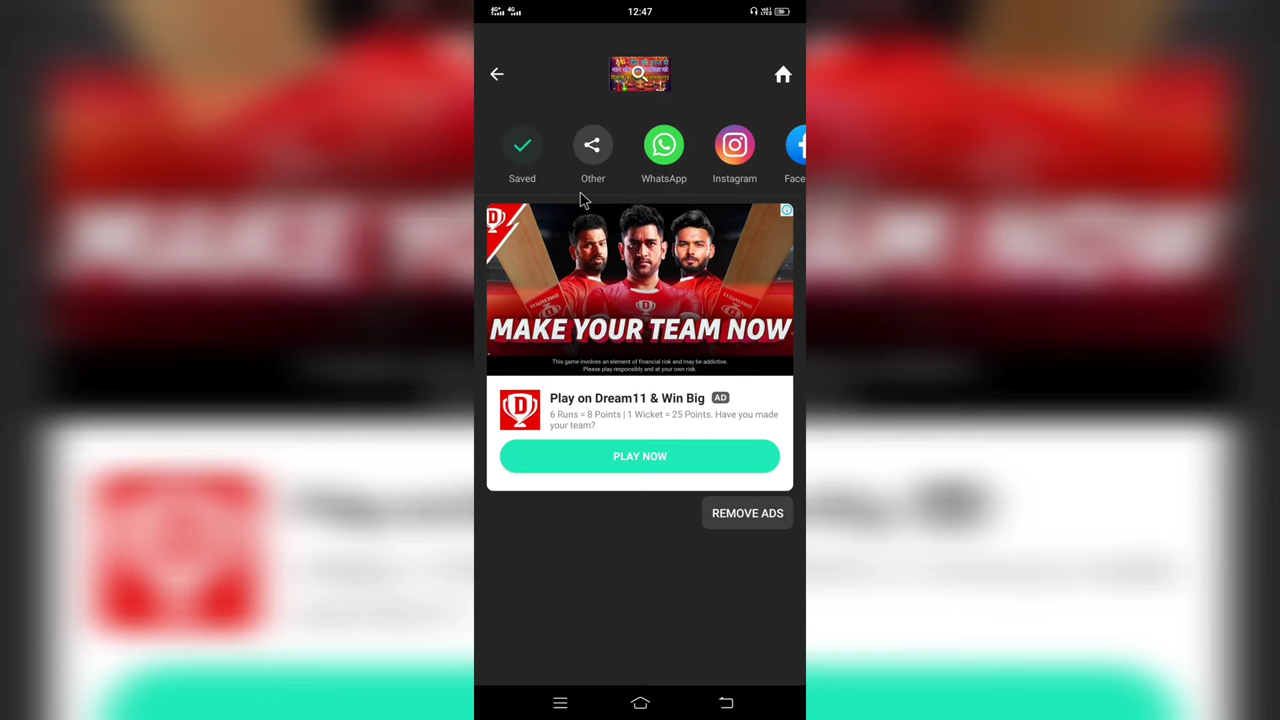 12:47
Saved
Other
WhatsApp
Instagram
Face
MAKE YOUR TEAM NOW
This game involves an element of financial risk and may be addictive.
Please play responsibly and at your own risk.
Play on Dream11 & Win Big AD
6 Runs = 8 Points | 1 Wicket = 25 Points. Have you made
your team?
PLAY NOW
REMOVE ADS